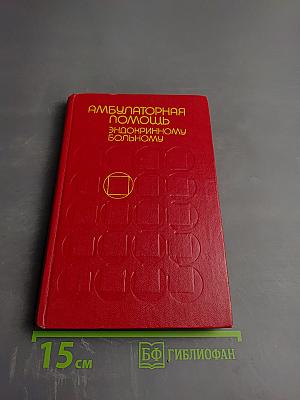 АМБУЛАТОРНАЯ
ПОМОЩЬ
ЭНДОКРИННОМУ
БОЛЬНОМУ
15 см
БФ ГИБЛИОФАН